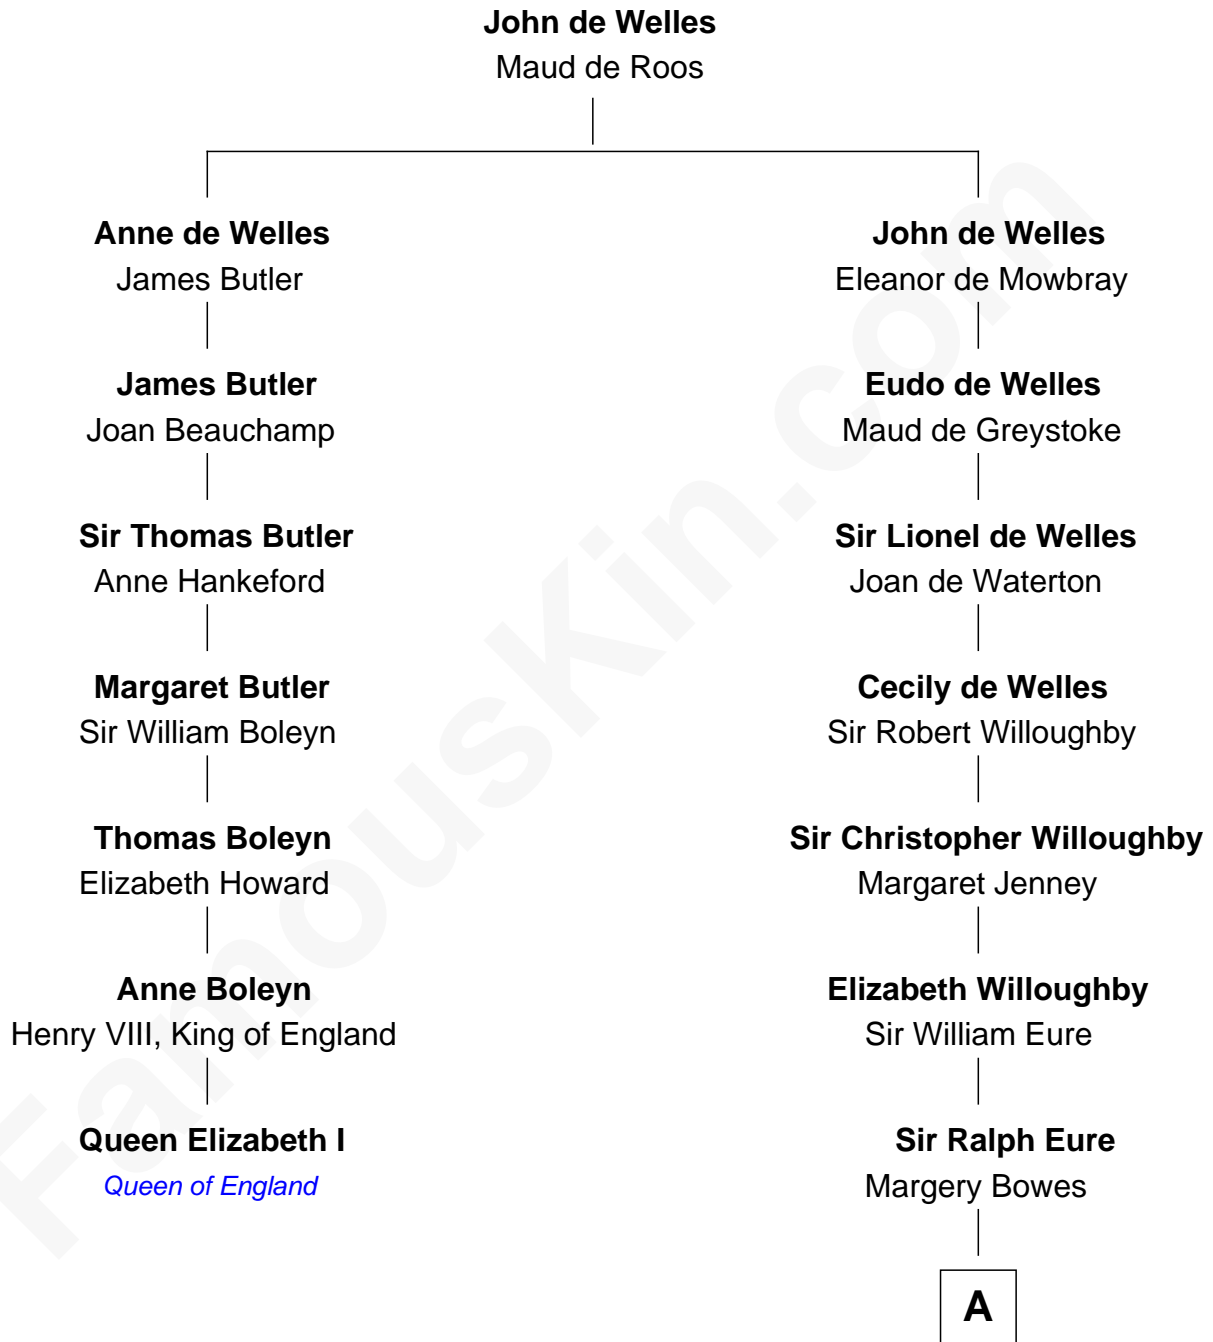 John de Welles
Maud de Roos
Anne de Welles
James Butler
John de Welles
Eleanor de Mowbray
James Butler
Joan Beauchamp
Eudo de Welles
Maud de Greystoke
Sir Thomas Butler
Anne Hankeford
Sir Lionel de Welles
Joan de Waterton
Margaret Butler
Sir William Boleyn
Cecily de Welles
Sir Robert Willoughby
Thomas Boleyn
Elizabeth Howard
Sir Christopher Willoughby
Margaret Jenney
Anne Boleyn
Henry VIII, King of England
Elizabeth Willoughby
Sir William Eure
Queen Elizabeth I
Queen of England
Sir Ralph Eure
Margery Bowes
A
FamousKin.com